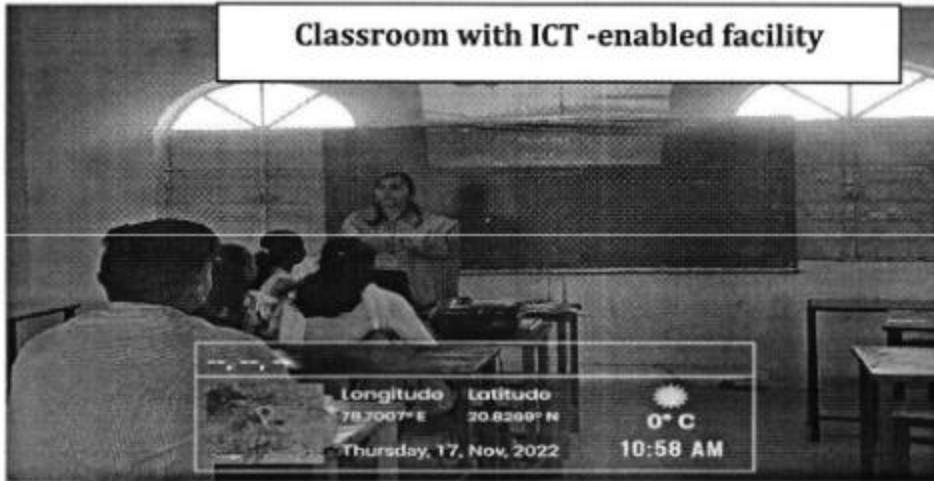 Classroom with ICT -enabled facility
--, --, --
Longitude Latitude
78.7007° E 20.8269° N
0° C
Thursday, 17, Nov, 2022
10:58 AM